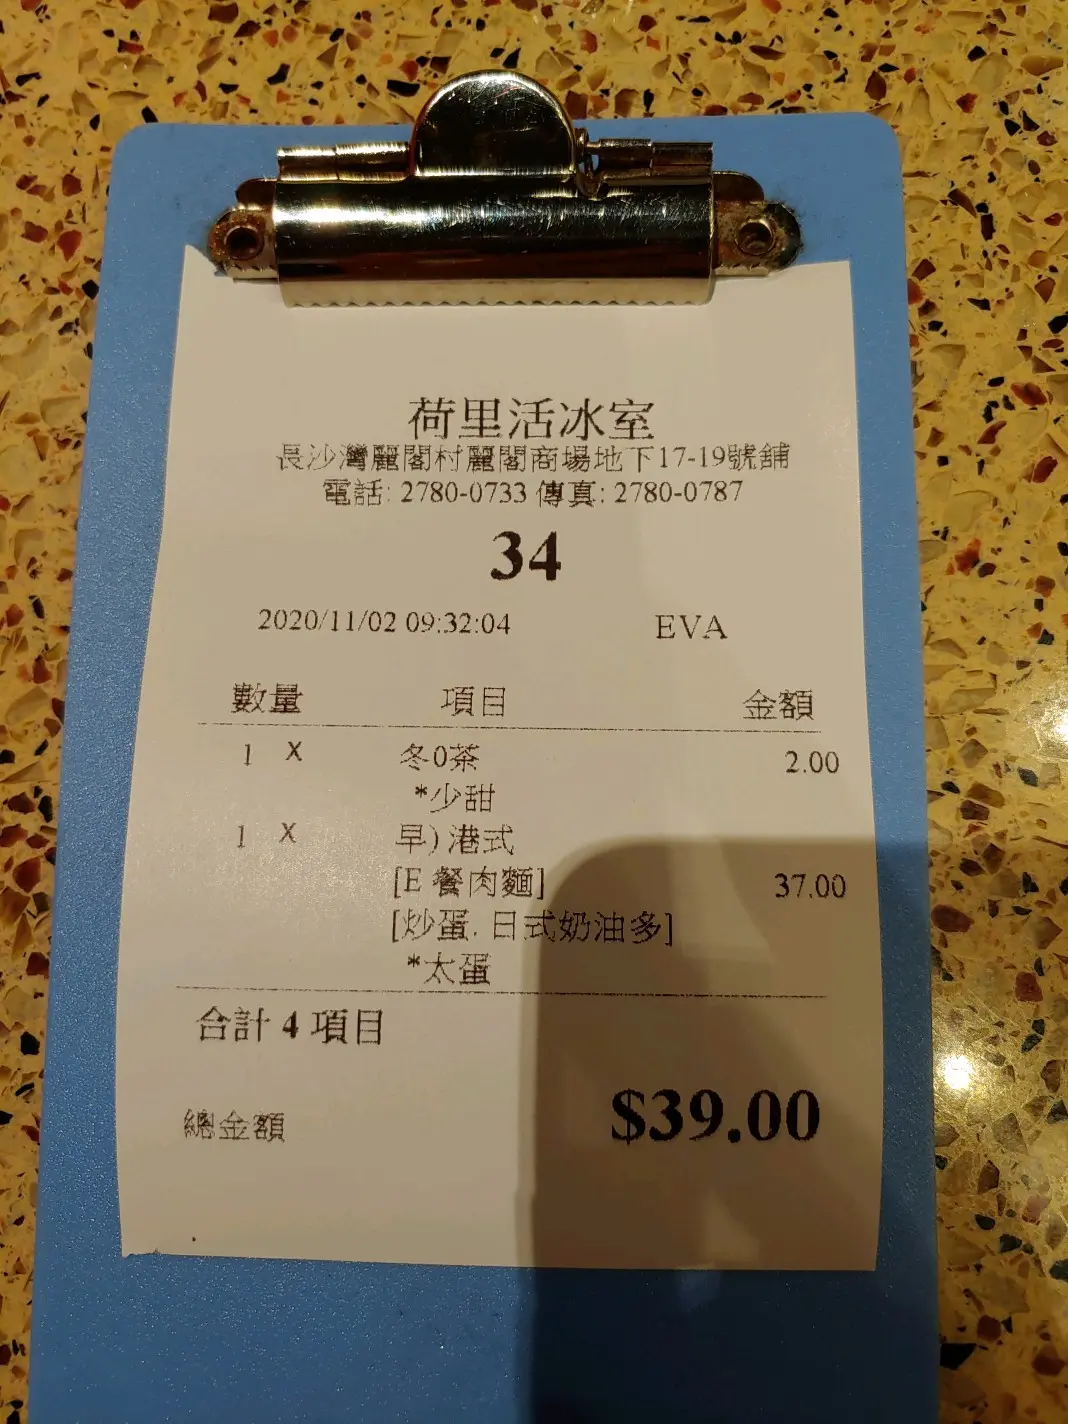 荷里活冰室
長沙灣麗閣村麗閣商場地下17-19號舖
電話: 2780-0733 傳真: 2780-0787
34
2020/11/02 09:32:04 EVA
數量 項目 金額
1 X 冬0茶 2.00
*少甜
1 X 早) 港式
[E 餐肉麵] 37.00
[炒蛋. 日式奶油多]
*太蛋
合計 4 項目
總金額 $39.00